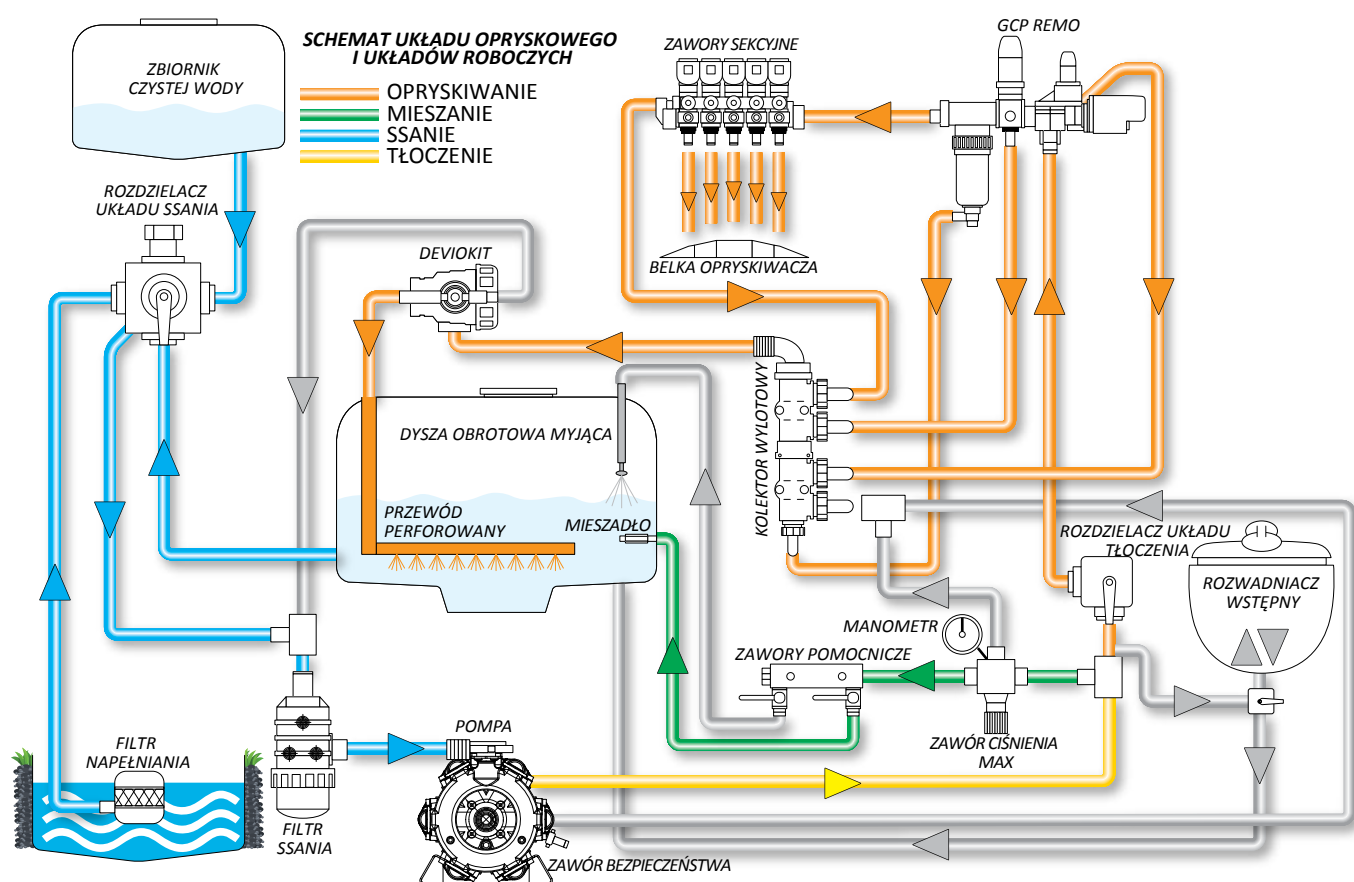 SCHEMAT UKŁADU OPRYSKOWEGO
I UKŁADÓW ROBOCZYCH
OPRYSKIWANIE
MIESZANIE
SSANIE
TŁOCZENIE
ZBIORNIK
CZYSTEJ WODY
ZAWORY SEKCYJNE
GCP REMO
ROZDZIELACZ
UKŁADU SSANIA
DEVIOKIT
BELKA OPRYSKIWACZA
DYSZA OBROTOWA MYJĄCA
KOLEKTOR WYLOTOWY
PRZEWÓD
PERFOROWANY
MIESZADŁO
ROZDZIELACZ UKŁADU
TŁOCZENIA
ROZWADNIACZ
WSTĘPNY
MANOMETR
ZAWORY POMOCNICZE
ZAWÓR CIŚNIENIA
MAX
POMPA
FILTR
NAPEŁNIANIA
FILTR
SSANIA
ZAWÓR BEZPIECZEŃSTWA